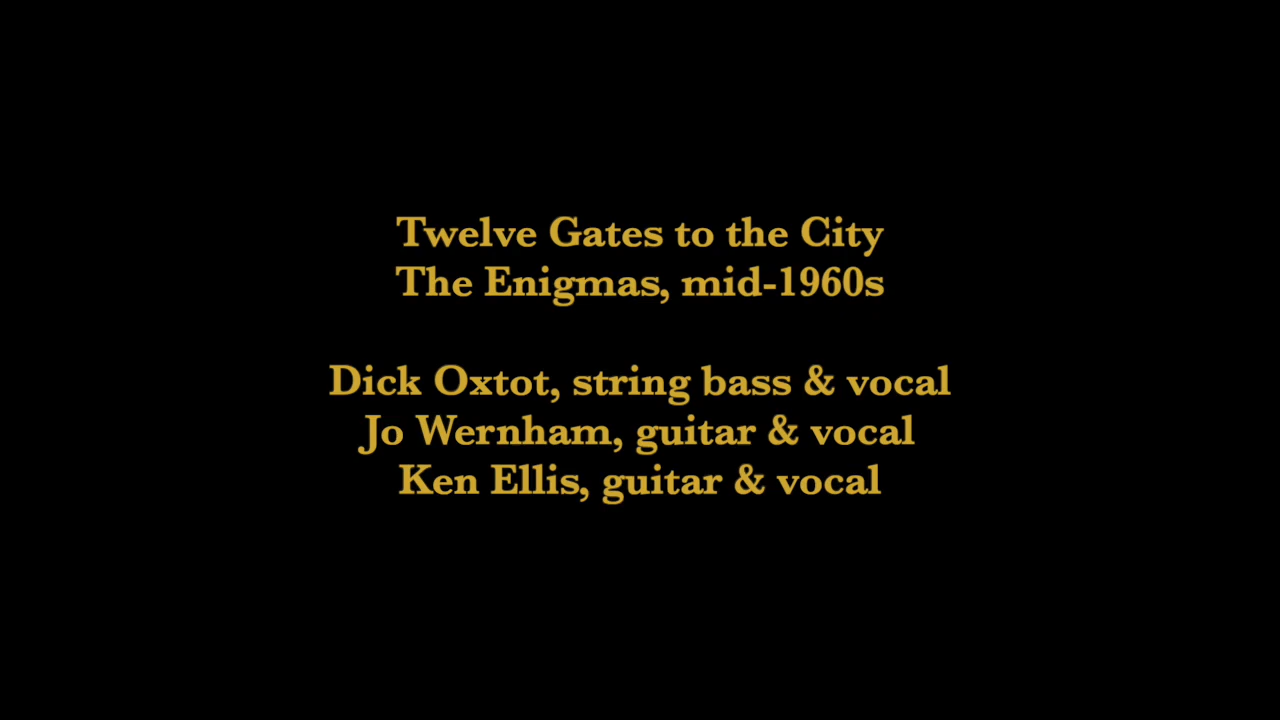 Twelve Gates to the City
The Enigmas, mid-1960s
Dick Oxtot, string bass & vocal
Jo Wernham, guitar & vocal
Ken Ellis, guitar & vocal